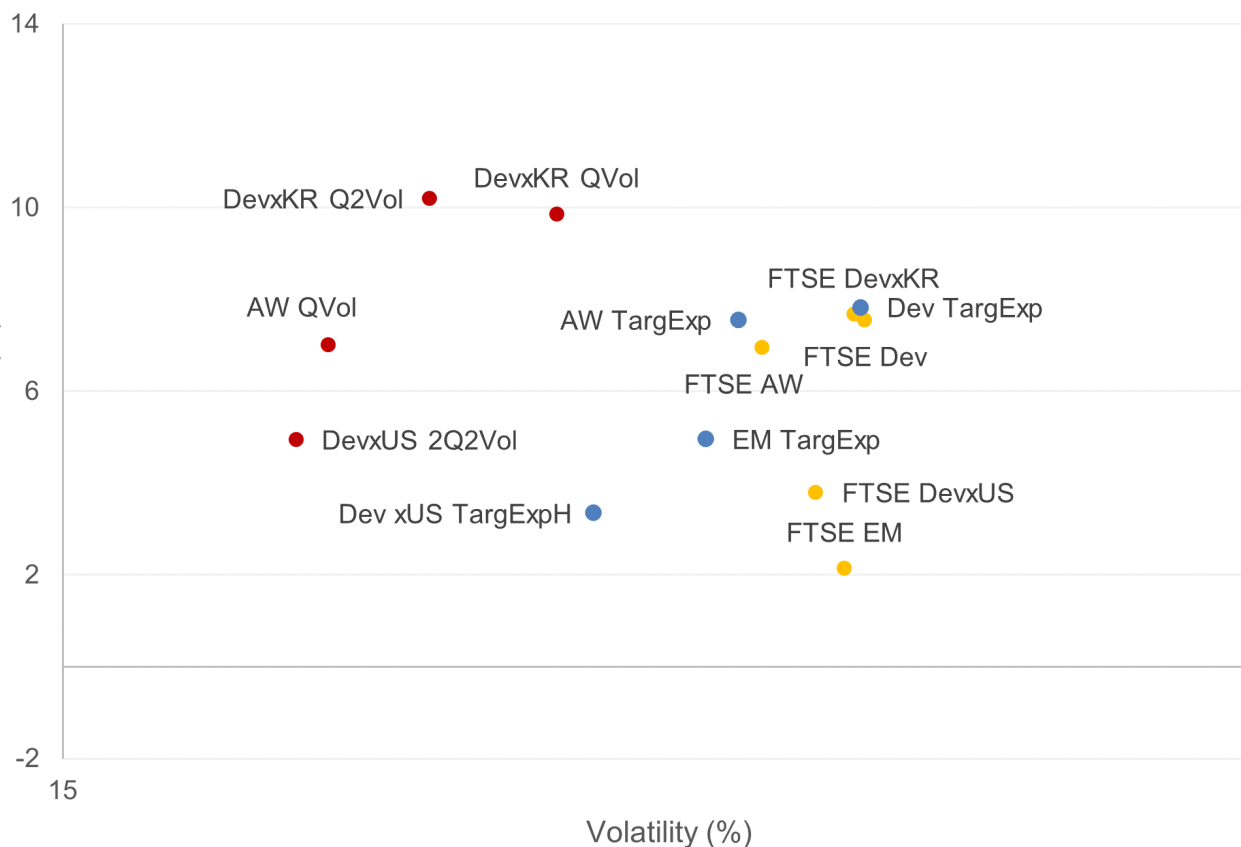 14
DevxKR QVol
DevxKR Q2Vol
10
FTSE DevxKR
AW QVol
Dev TargExp
AW TargExp
FTSE Dev
6
FTSE AW
DevxUS 2Q2Vol
EM TargExp
FTSE DevxUS
Dev xUS TargExpH
FTSE EM
2
-2
15
Volatility (%)